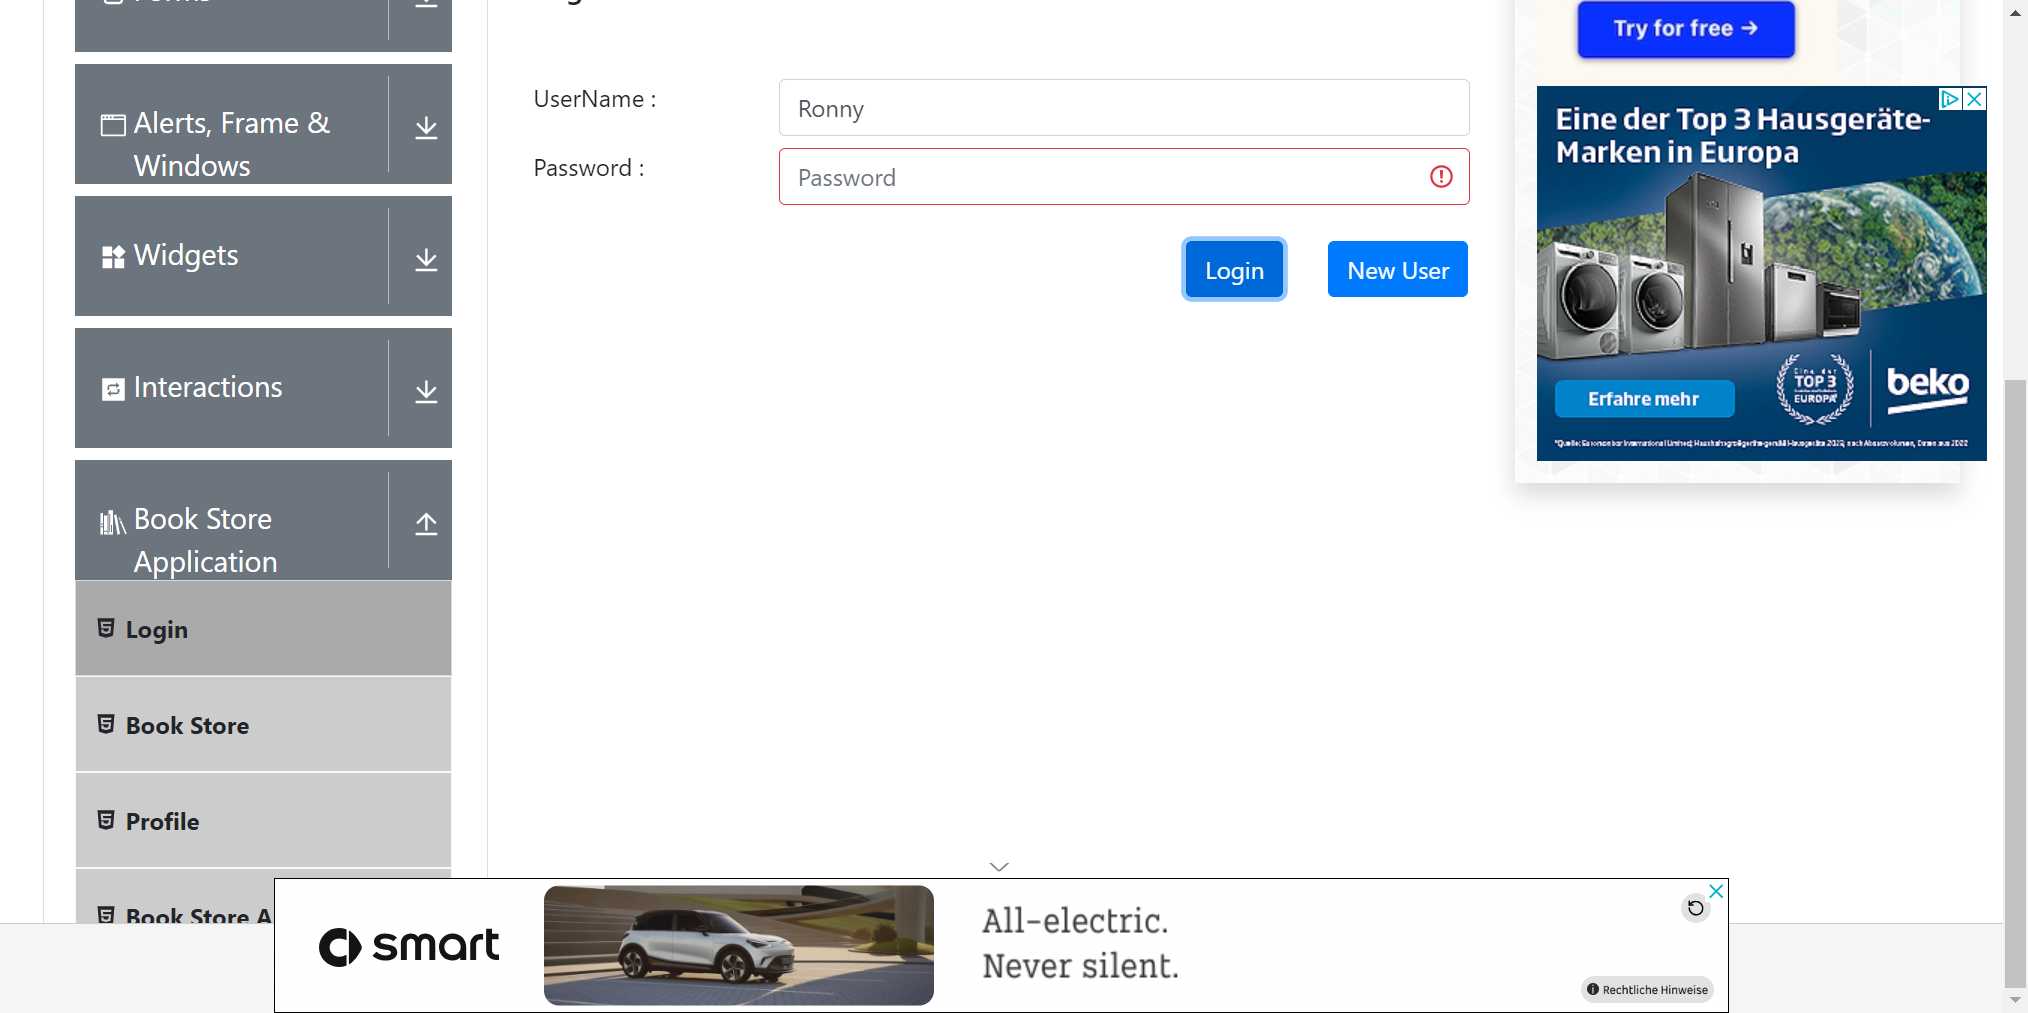 Alerts, Frame &
Windows
Widgets
Interactions
Book Store
Application
Login
Book Store
Profile
Book Store A
UserName :
Ronny
Password :
Password
Login
New User
Try for free →
Eine der Top 3 Hausgeräte-
Marken in Europa
Erfahre mehr
Eine der
TOP 3
EUROPA*
beko
smart
All-electric.
Never silent.
Rechtliche Hinweise